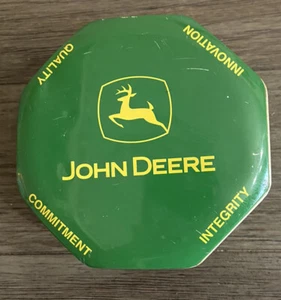 QUALITY
INNOVATION
JOHN DEERE
COMMITMENT
INTEGRITY